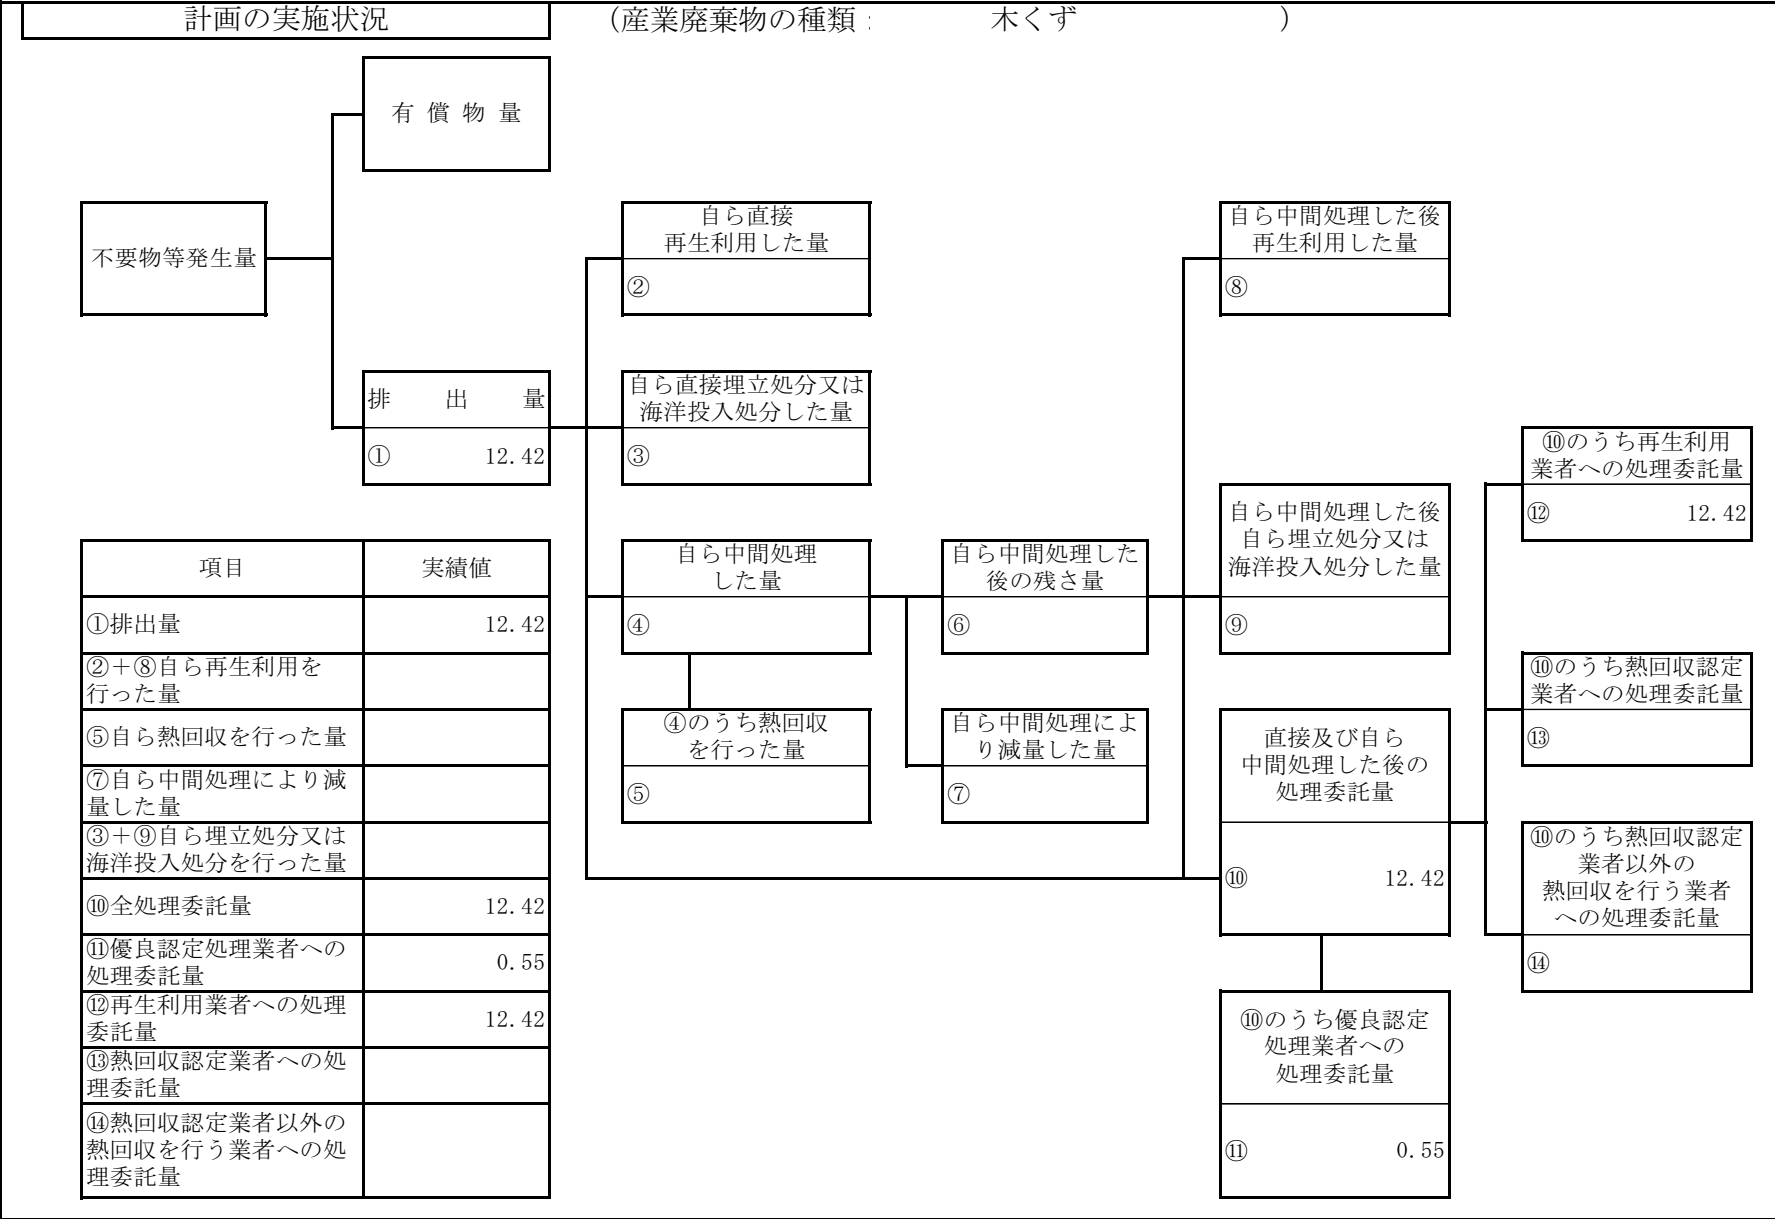 計画の実施状況
（産業廃棄物の種類： 木くず ）
有償物量
不要物等発生量
自ら直接
再生利用した量
②
自ら中間処理した後
再生利用した量
⑧
排出量
① 12.42
自ら直接埋立処分又は
海洋投入処分した量
③
⑩のうち再生利用
業者への処理委託量
⑫ 12.42
自ら中間処理した後
自ら埋立処分又は
海洋投入処分した量
⑨
自ら中間処理
した量
④
自ら中間処理した
後の残さ量
⑥
④のうち熱回収
を行った量
⑤
自ら中間処理によ
り減量した量
⑦
⑩のうち熱回収認定
業者への処理委託量
⑬
直接及び自ら
中間処理した後の
処理委託量
⑩ 12.42
⑩のうち熱回収認定
業者以外の
熱回収を行う業者
への処理委託量
⑭
⑩のうち優良認定
処理業者への
処理委託量
⑪ 0.55
項目 実績値
①排出量 12.42
②＋⑧自ら再生利用を
行った量
⑤自ら熱回収を行った量
⑦自ら中間処理により減
量した量
③＋⑨自ら埋立処分又は
海洋投入処分を行った量
⑩全処理委託量 12.42
⑪優良認定処理業者への
処理委託量 0.55
⑫再生利用業者への処理
委託量 12.42
⑬熱回収認定業者への処
理委託量
⑭熱回収認定業者以外の
熱回収を行う業者への処
理委託量